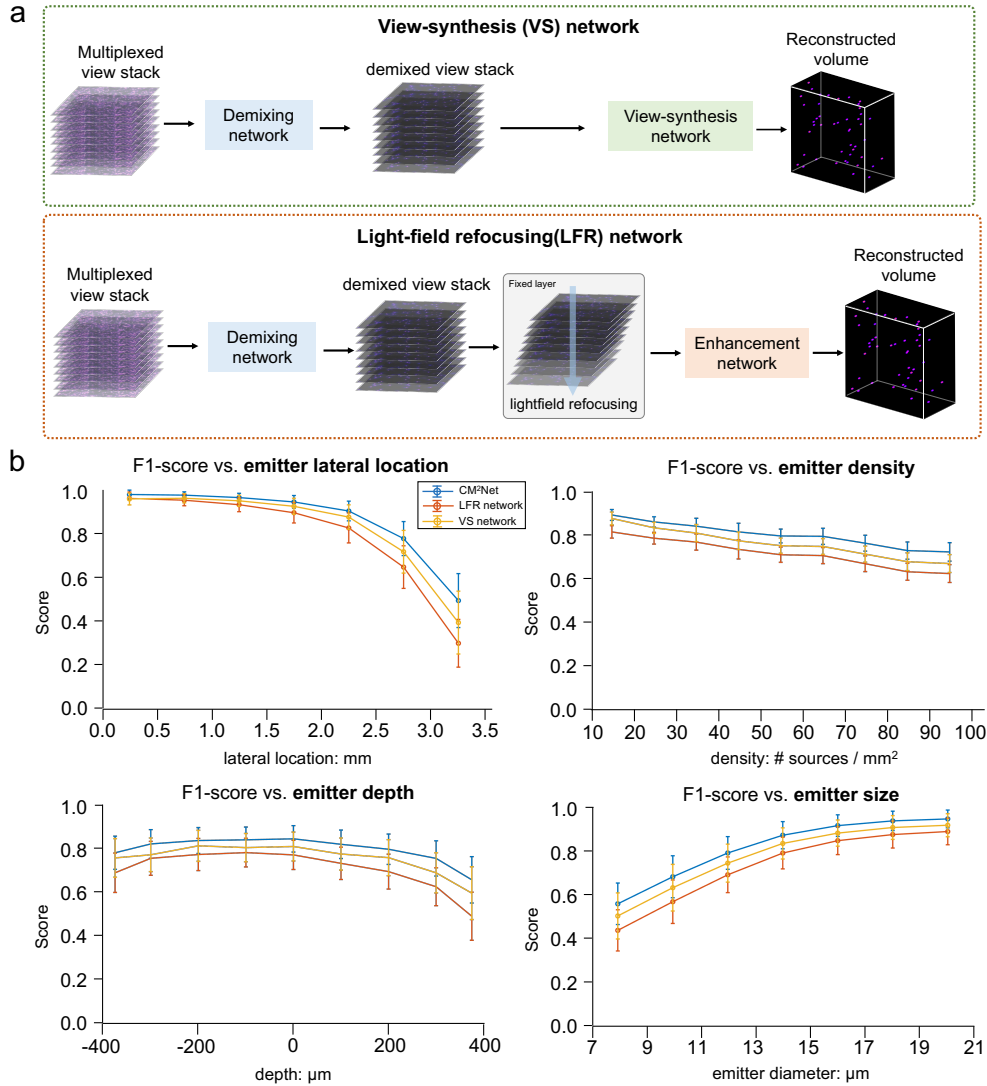 a
View-synthesis (VS) network
Multiplexed
view stack
Demixing
network
demixed view stack
View-synthesis
network
Reconstructed
volume
Light-field refocusing(LFR) network
Multiplexed
view stack
Demixing
network
demixed view stack
Fixed layer
lightfield refocusing
Enhancement
network
Reconstructed
volume
b
F1-score vs. emitter lateral location
CM²Net
LFR network
VS network
Score
1.0
0.8
0.6
0.4
0.2
0.0
0.0 0.5 1.0 1.5 2.0 2.5 3.0 3.5
lateral location: mm
F1-score vs. emitter density
Score
1.0
0.8
0.6
0.4
0.2
0.0
10 20 30 40 50 60 70 80 90 100
density: # sources / mm²
F1-score vs. emitter depth
Score
1.0
0.8
0.6
0.4
0.2
0.0
-400 -200 0 200 400
depth: µm
F1-score vs. emitter size
Score
1.0
0.8
0.6
0.4
0.2
0.0
7 9 11 13 14 16 18 20 21
emitter diameter: µm